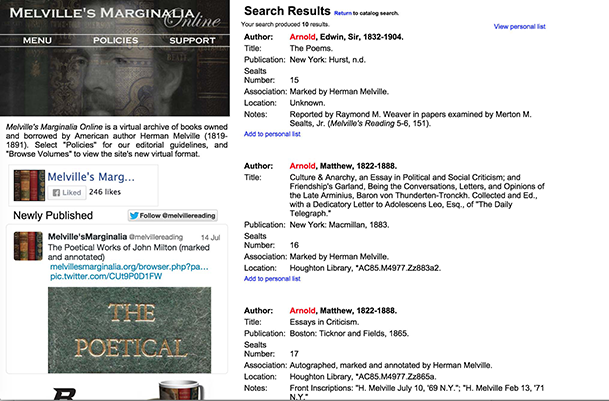 MELVILLE'S MARGINALIA
Online
MENU POLICIES SUPPORT
Melville's Marginalia Online is a virtual archive of books owned
and borrowed by American author Herman Melville (1819-
1891). Select "Policies" for our editorial guidelines, and
"Browse Volumes" to view the site's new virtual format.
Melville's Marg...
Liked 246 likes
Newly Published
Follow @melvillereading
Melville'sMarginalia @melvillereading 14 Jul
The Poetical Works of John Milton (marked
and annotated)
melvillesmarginalia.org/browser.php?pa...
pic.twitter.com/CUt9P0D1FW
THE
POETICAL
Search Results Return to catalog search.
Your search produced 10 results.
View personal list
Author: Arnold, Edwin, Sir, 1832-1904.
Title: The Poems.
Publication: New York: Hurst, n.d.
Sealts
Number: 15
Association: Marked by Herman Melville.
Location: Unknown.
Notes: Reported by Raymond M. Weaver in papers examined by Merton M.
Sealts, Jr. (Melville's Reading 5-6, 151).
Add to personal list
Author: Arnold, Matthew, 1822-1888.
Title: Culture & Anarchy, an Essay in Political and Social Criticism; and
Friendship's Garland, Being the Conversations, Letters, and Opinions of
the Late Arminius, Baron von Thunderten-Tronckh. Collected and Ed.,
with a Dedicatory Letter to Adolescens Leo, Esq., of "The Daily
Telegraph."
Publication: New York: Macmillan, 1883.
Sealts
Number: 16
Association: Marked by Herman Melville.
Location: Houghton Library, *AC85.M4977.Zz883a2.
Add to personal list
Author: Arnold, Matthew, 1822-1888.
Title: Essays in Criticism.
Publication: Boston: Ticknor and Fields, 1865.
Sealts
Number: 17
Association: Autographed, marked and annotated by Herman Melville.
Location: Houghton Library, *AC85.M4977.Zz865a.
Notes: Front Inscriptions: "H. Melville July 10, '69 N.Y."; "H. Melville Feb 13, '71
N.Y."